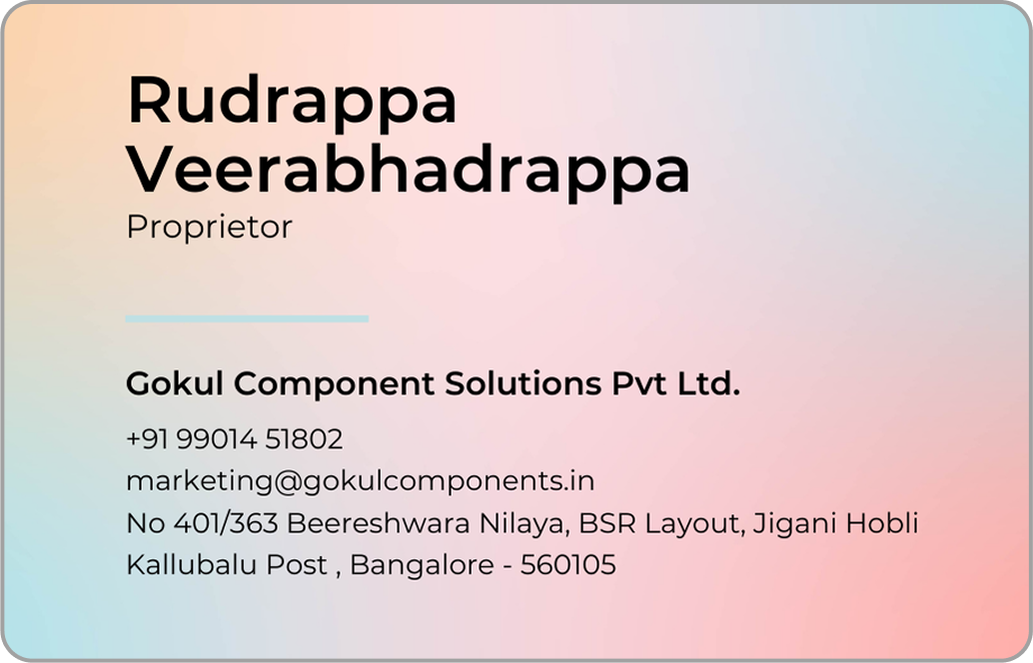 Rudrappa
Veerabhadrappa
Proprietor
Gokul Component Solutions Pvt Ltd.
+91 99014 51802
marketing@gokulcomponents.in
No 401/363 Beereshwara Nilaya, BSR Layout, Jigani Hobli
Kallubalu Post , Bangalore - 560105